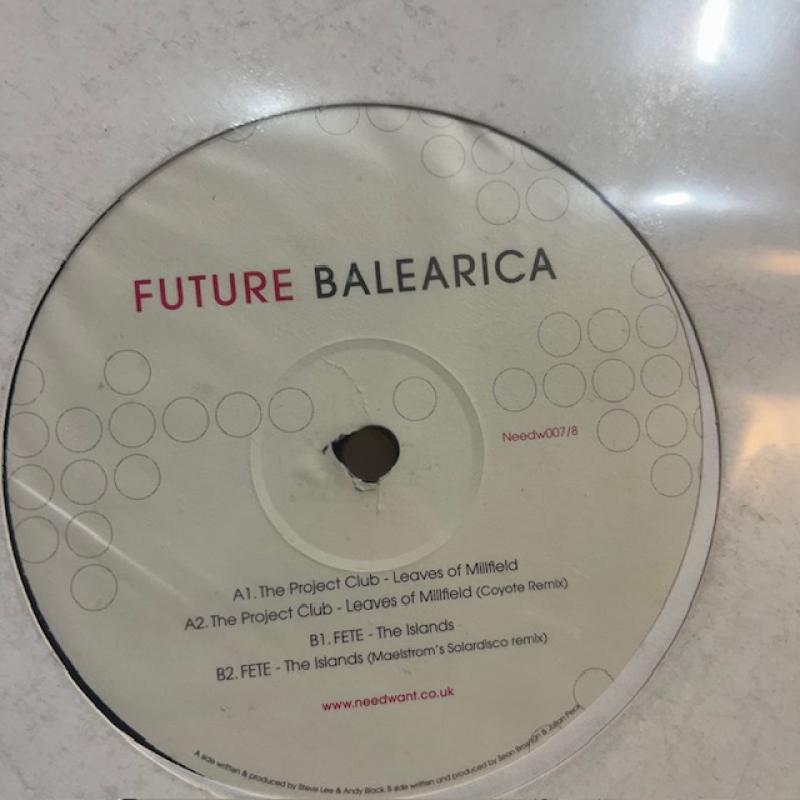 FUTURE BALEARICA
Needw007/8
A1. The Project Club - Leaves of Millfield
A2. The Project Club - Leaves of Millfield (Coyote Remix)
B1. FETE - The Islands
B2. FETE - The Islands (Maelstrom's Solardisco remix)
www.needwant.co.uk
A side written & produced by Steve Lee & Andy Black. B side written and produced by Sean & Julian